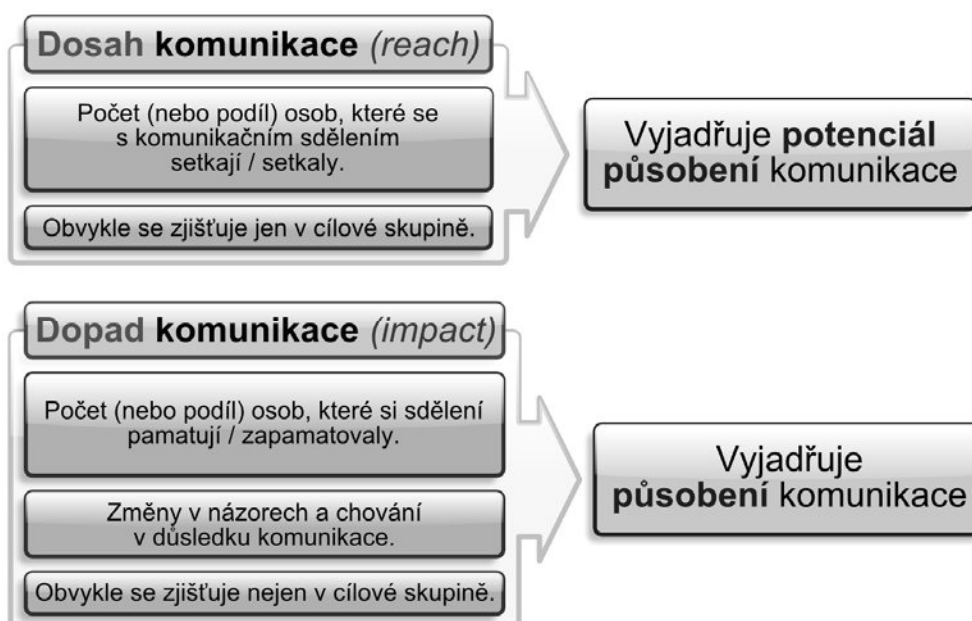 Dosah komunikace (reach)
Počet (nebo podíl) osob, které se
s komunikačním sdělením
setkají / setkaly.
Obvykle se zjišťuje jen v cílové skupině.
Vyjadřuje potenciál
působení komunikace
Dopad komunikace (impact)
Počet (nebo podíl) osob, které si sdělení
pamatují / zapamatovaly.
Změny v názorech a chování
v důsledku komunikace.
Obvykle se zjišťuje nejen v cílové skupině.
Vyjadřuje
působení komunikace